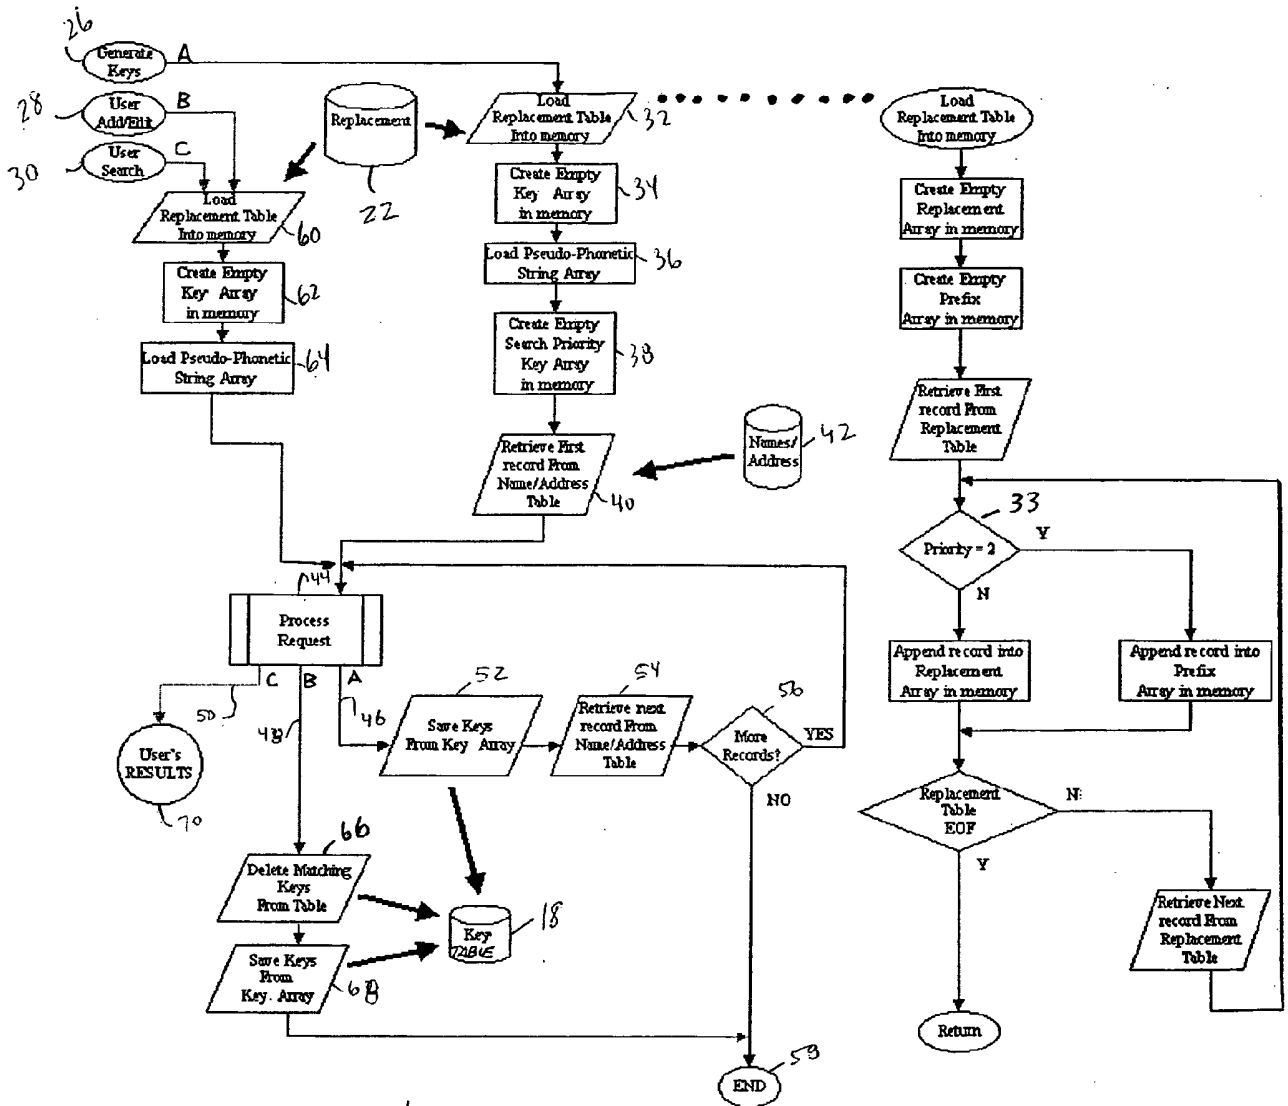 26
Generate
Keys
A
28
User
Add/Edit
B
30
User
Search
C
Replacement
22
Load
Replacement Table
Into memory
32
Create Empty
Key Array
in memory
34
Load Pseudo-Phonetic
String Array
36
Create Empty
Search Priority
Key Array
in memory
38
Retrieve First
record From
Name/Address
Table
40
Names/
Address
42
Load
Replacement Table
Into memory
60
Create Empty
Key Array
in memory
62
Load Pseudo-Phonetic
String Array
64
44
Process
Request
C
B
A
50
48
46
User's
RESULTS
70
52
Save Keys
From Key Array
54
Retrieve next
record From
Name/Address
Table
56
More
Records?
YES
NO
66
Delete Matching
Keys
From Table
Save Keys
From
Key Array
68
Key
TABLE
18
59
END
Load
Replacement Table
Into memory
Create Empty
Replacement
Array in memory
Create Empty
Prefix
Array in memory
Retrieve First
record From
Replacement
Table
33
Priority = 2
Y
N
Append record into
Replacement
Array in memory
Append record into
Prefix
Array in memory
Replacement
Table
EOF
N
Y
Retrieve Next
record From
Replacement
Table
Return